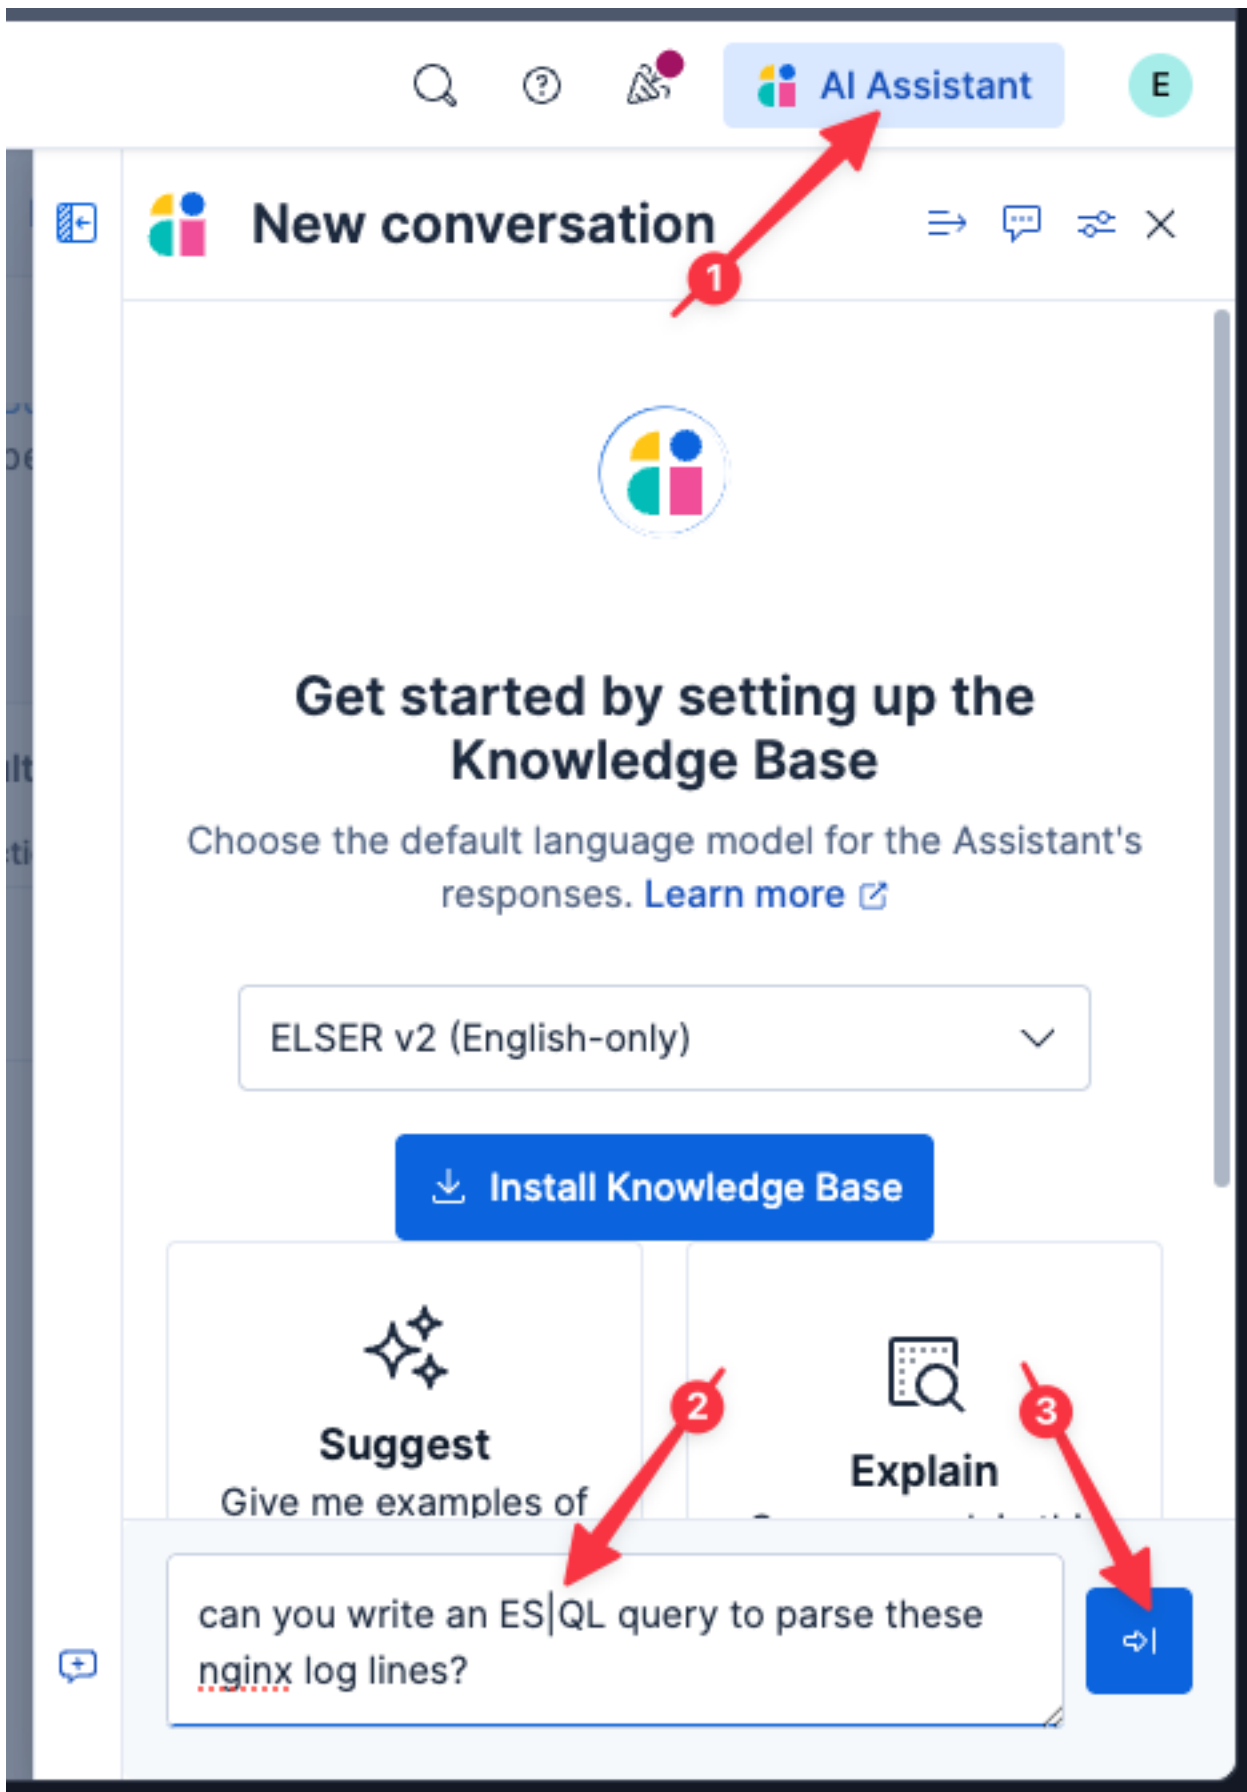 AI Assistant
E
New conversation
1
Get started by setting up the
Knowledge Base
Choose the default language model for the Assistant's
responses. Learn more
ELSER v2 (English-only)
Install Knowledge Base
2
3
Suggest
Explain
Give me examples of
can you write an ES|QL query to parse these
nginx log lines?